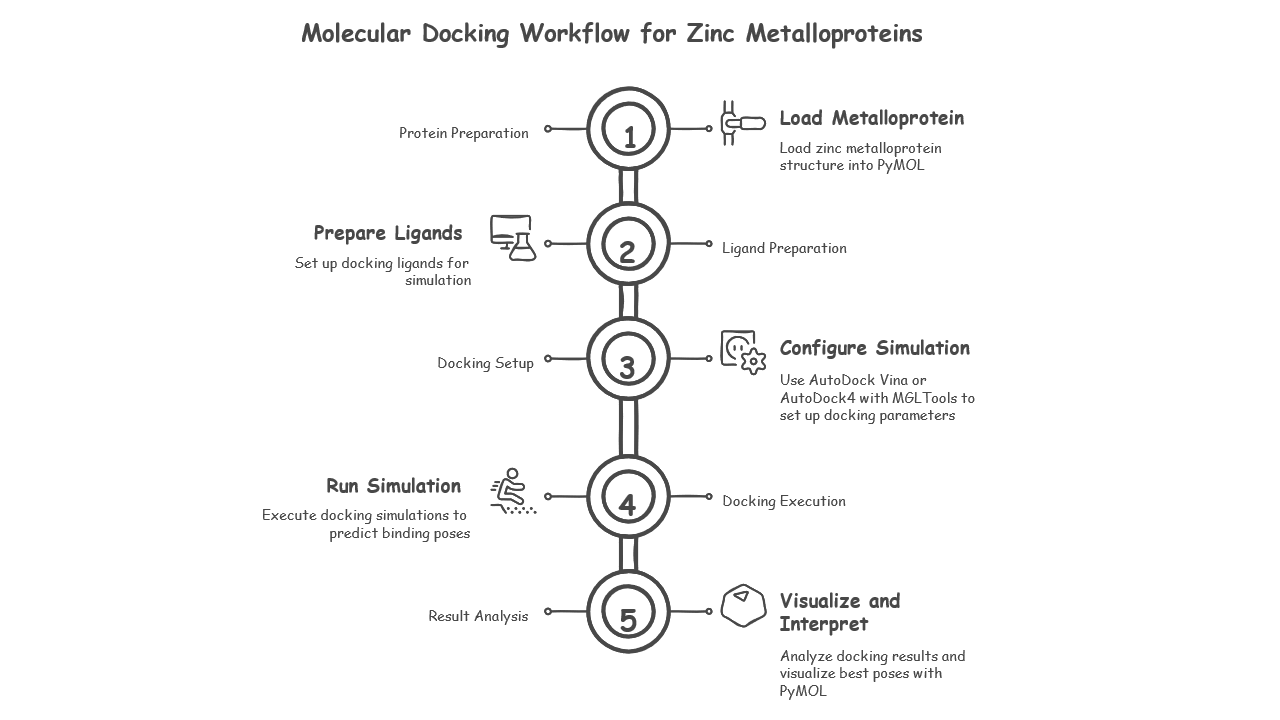 Molecular Docking Workflow for Zinc Metalloproteins
Protein Preparation
1
Load Metalloprotein
Load zinc metalloprotein
structure into PyMOL
Prepare Ligands
Set up docking ligands for
simulation
2
Ligand Preparation
Docking Setup
3
Configure Simulation
Use AutoDock Vina or
AutoDock4 with MGLTools to
set up docking parameters
Run Simulation
Execute docking simulations to
predict binding poses
4
Docking Execution
Result Analysis
5
Visualize and
Interpret
Analyze docking results and
visualize best poses with
PyMOL